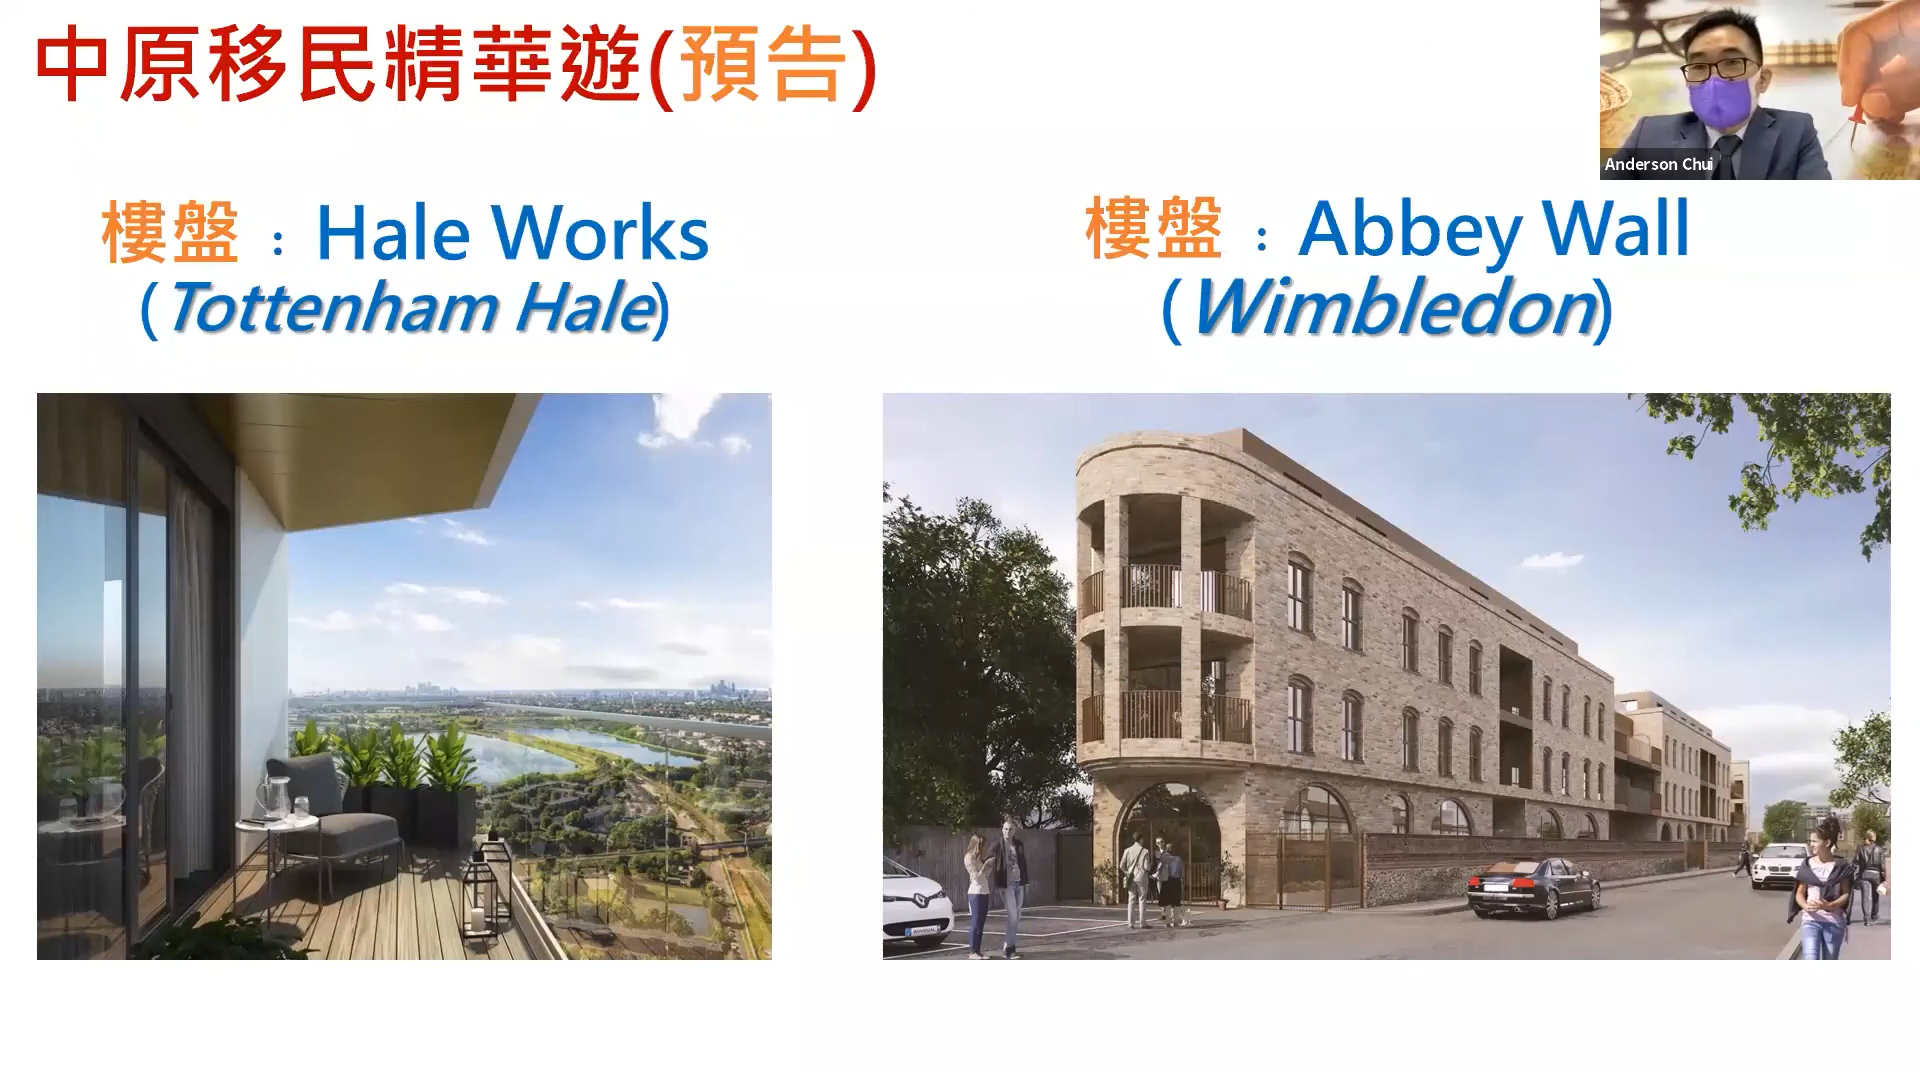 中原移民精華遊(預告)
Anderson Chui
樓盤：Hale Works
(Tottenham Hale)
樓盤：Abbey Wall
(Wimbledon)